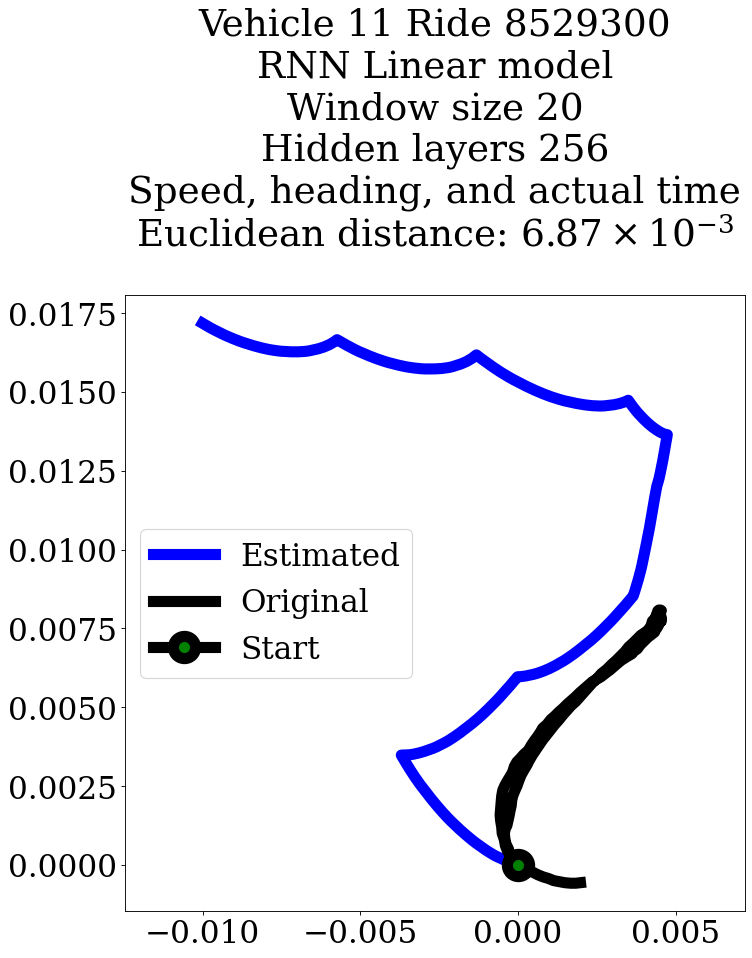 Vehicle 11 Ride 8529300
RNN Linear model
Window size 20
Hidden layers 256
Speed, heading, and actual time
Euclidean distance: 6.87 × 10⁻³
0.0175
0.0150
0.0125
0.0100
0.0075
0.0050
0.0025
0.0000
Estimated
Original
Start
−0.010 −0.005 0.000 0.005